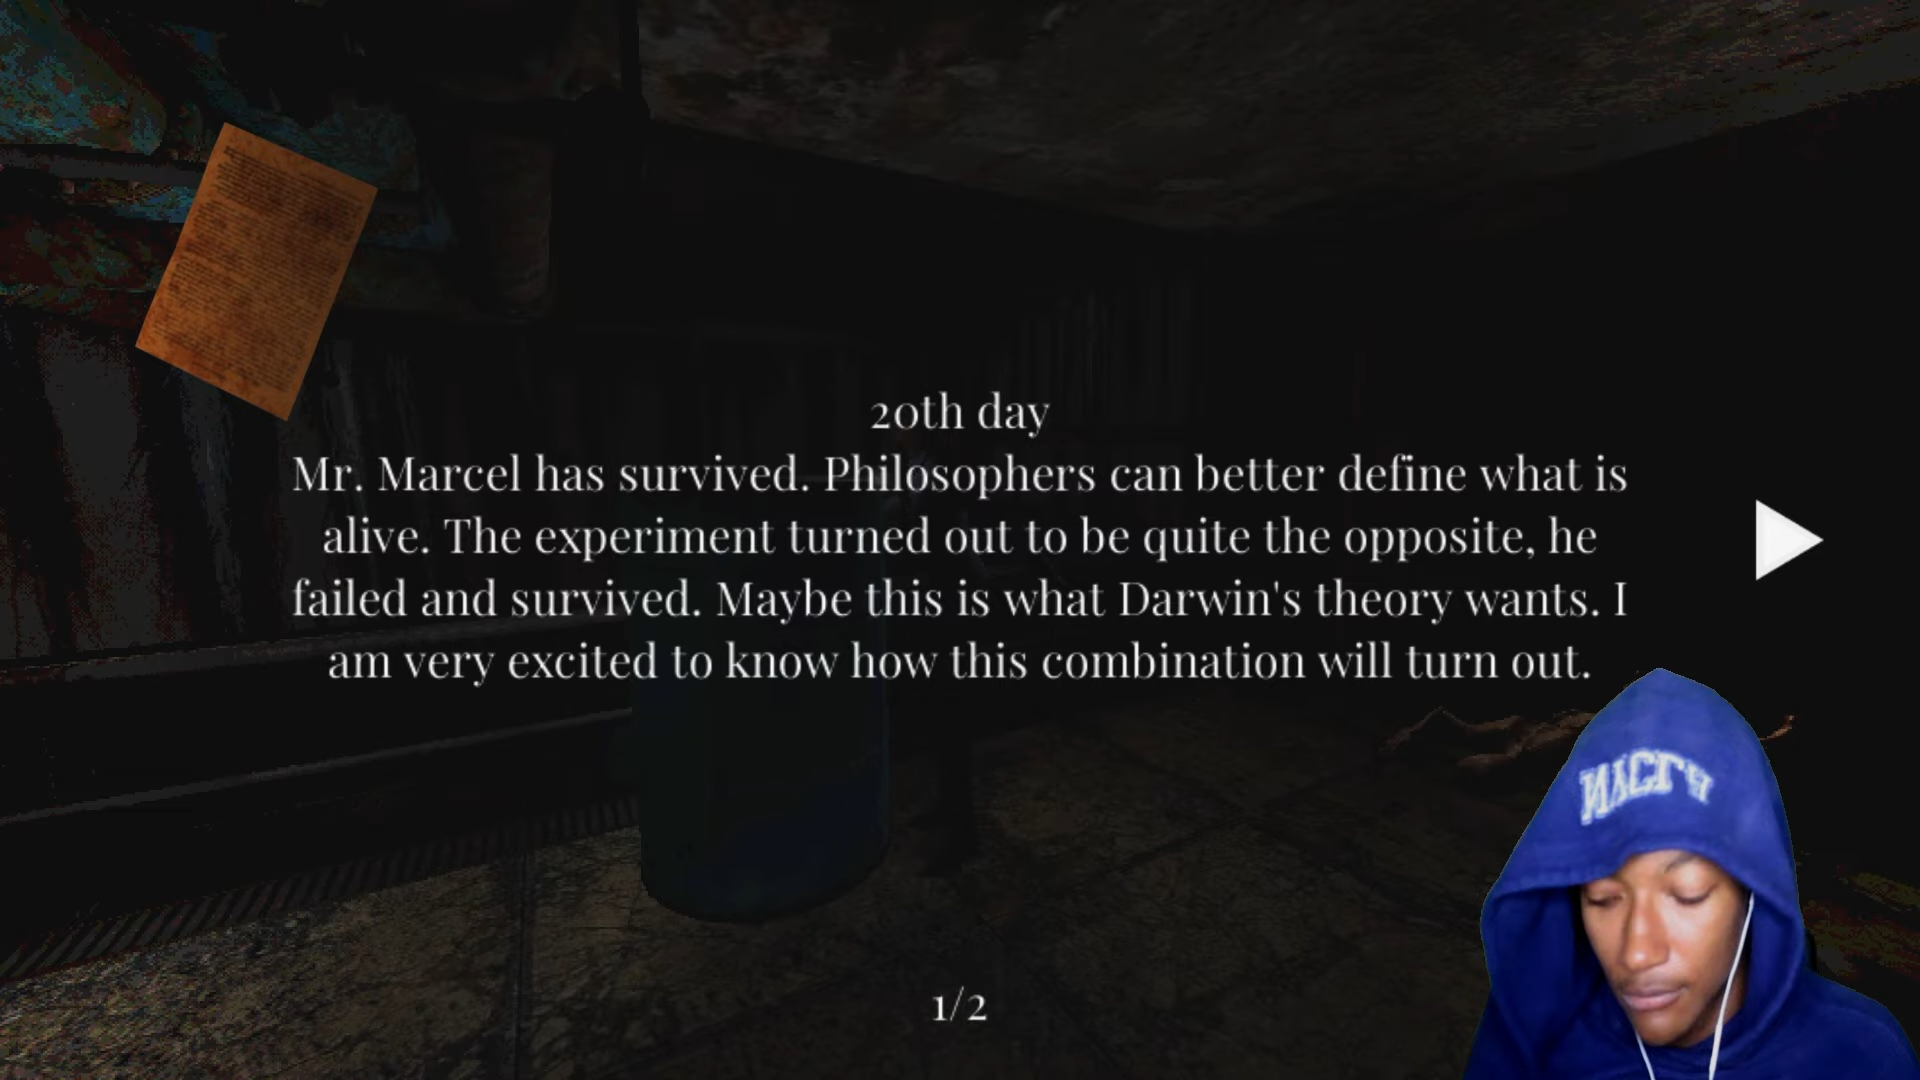 20th day
Mr. Marcel has survived. Philosophers can better define what is
alive. The experiment turned out to be quite the opposite, he
failed and survived. Maybe this is what Darwin's theory wants. I
am very excited to know how this combination will turn out.
1/2